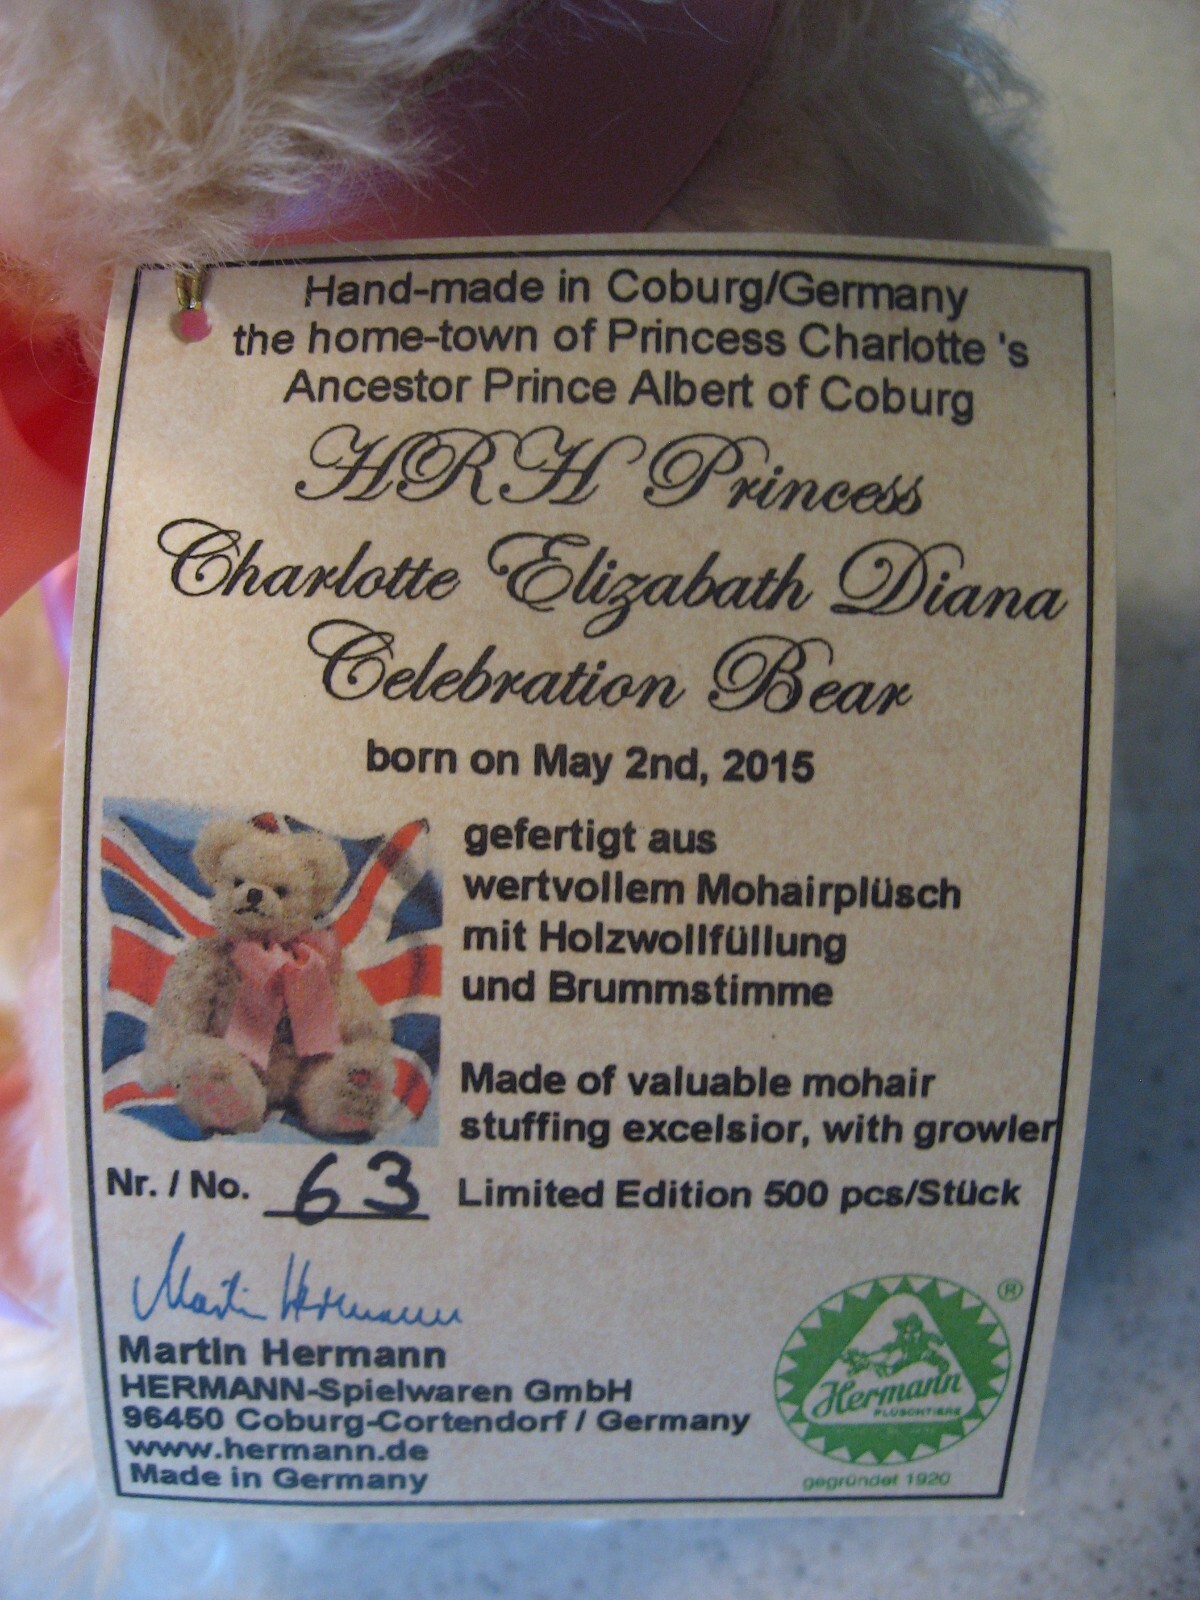 Hand-made in Coburg/Germany
the home-town of Princess Charlotte 's
Ancestor Prince Albert of Coburg
HRH Princess
Charlotte Elizabath Diana
Celebration Bear
born on May 2nd, 2015
gefertigt aus
wertvollem Mohairplüsch
mit Holzwollfüllung
und Brummstimme
Made of valuable mohair
stuffing excelsior, with growler
Nr. / No. 63 Limited Edition 500 pcs/Stück
Martin Hermann
Martin Hermann
HERMANN-Spielwaren GmbH
96450 Coburg-Cortendorf / Germany
www.hermann.de
Made in Germany
®
Hermann
PLÜSCHTIERE
gegründet 1920